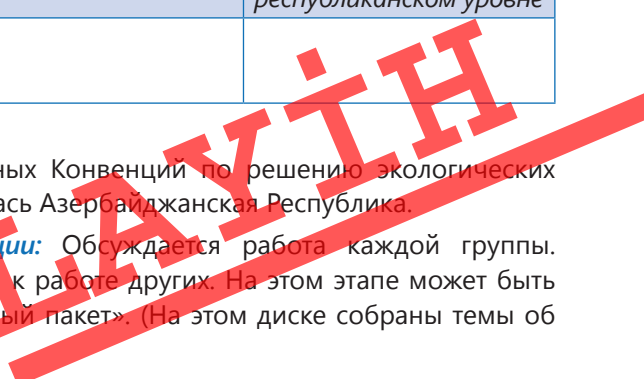 республиканском уровне
ных Конвенций по решению экологических
ась Азербайджанская Республика.
ции: Обсуждается работа каждой группы.
к работе других. На этом этапе может быть
ый пакет». (На этом диске собраны темы об
LAYİH